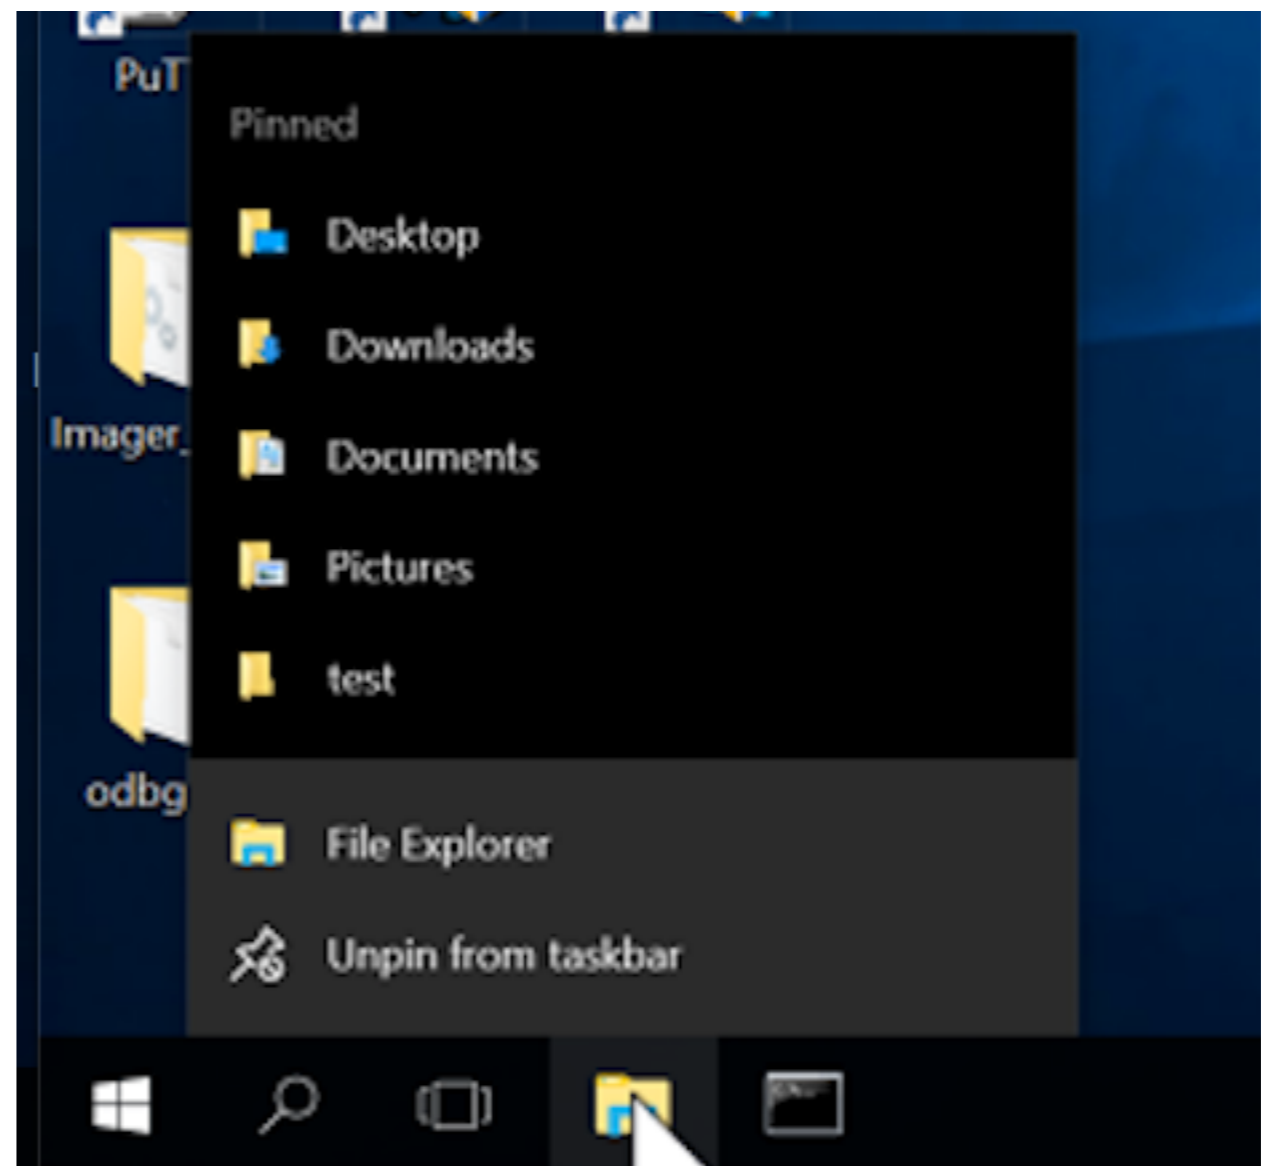 PuT
Pinned
Desktop
Downloads
Imager_
Documents
Pictures
test
odbg
File Explorer
Unpin from taskbar